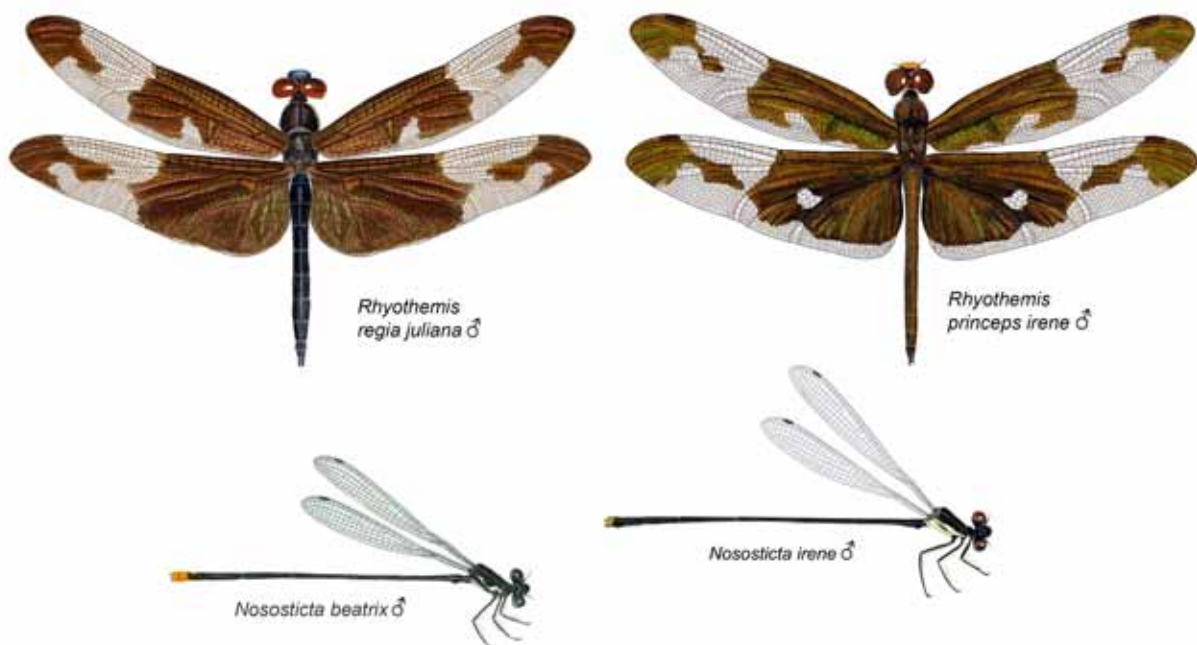 Rhyothemis
regia juliana ♂
Rhyothemis
princeps irene ♂
Nososticta irene ♂
Nososticta beatrix ♂